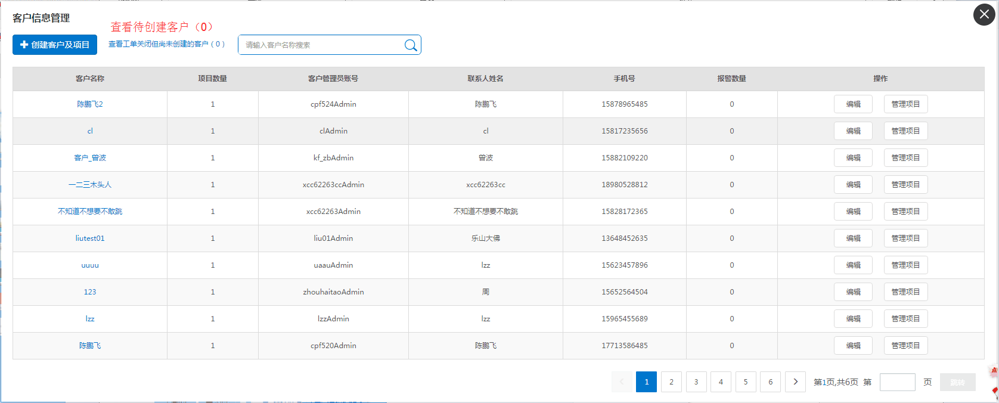 客户信息管理
查看待创建客户（0）
创建客户及项目
查看工单关闭但尚未创建的客户（0）
请输入客户名称搜索
客户名称 项目数量 客户管理员账号 联系人姓名 手机号 报警数量 操作
陈鹏飞2 1 cpf524Admin 陈鹏飞 15878965485 0 编辑 管理项目
cl 1 clAdmin cl 15817235656 0 编辑 管理项目
客户_曾波 1 kf_zbAdmin 曾波 15882109220 0 编辑 管理项目
一二三木头人 1 xcc62263ccAdmin xcc62263cc 18980528812 0 编辑 管理项目
不知道不想要不敢跳 1 xcc62263Admin 不知道不想要不敢跳 15828172365 0 编辑 管理项目
liutest01 1 liu01Admin 乐山大佛 13648452635 0 编辑 管理项目
uuuu 1 uaauAdmin lzz 15623457896 0 编辑 管理项目
123 1 zhouhaitaoAdmin 周 15652564504 0 编辑 管理项目
lzz 1 lzzAdmin lzz 15965455689 0 编辑 管理项目
陈鹏飞 1 cpf520Admin 陈鹏飞 17713586485 0 编辑 管理项目
1 2 3 4 5 6 第1页,共6页 第 页 跳转